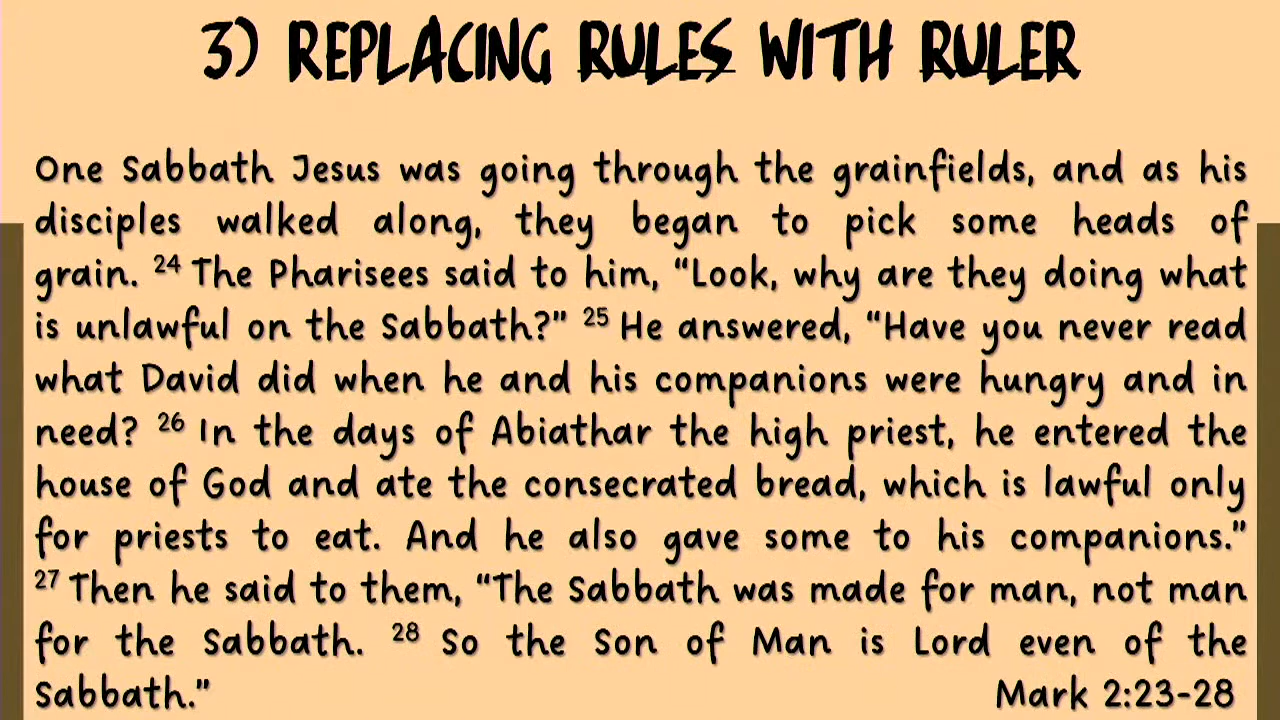 3) REPLACING RULES WITH RULER
One Sabbath Jesus was going through the grainfields, and as his
disciples walked along, they began to pick some heads of
grain. 24 The Pharisees said to him, “Look, why are they doing what
is unlawful on the Sabbath?” 25 He answered, “Have you never read
what David did when he and his companions were hungry and in
need? 26 In the days of Abiathar the high priest, he entered the
house of God and ate the consecrated bread, which is lawful only
for priests to eat. And he also gave some to his companions.”
27 Then he said to them, “The Sabbath was made for man, not man
for the Sabbath. 28 So the Son of Man is Lord even of the
Sabbath.” Mark 2:23-28